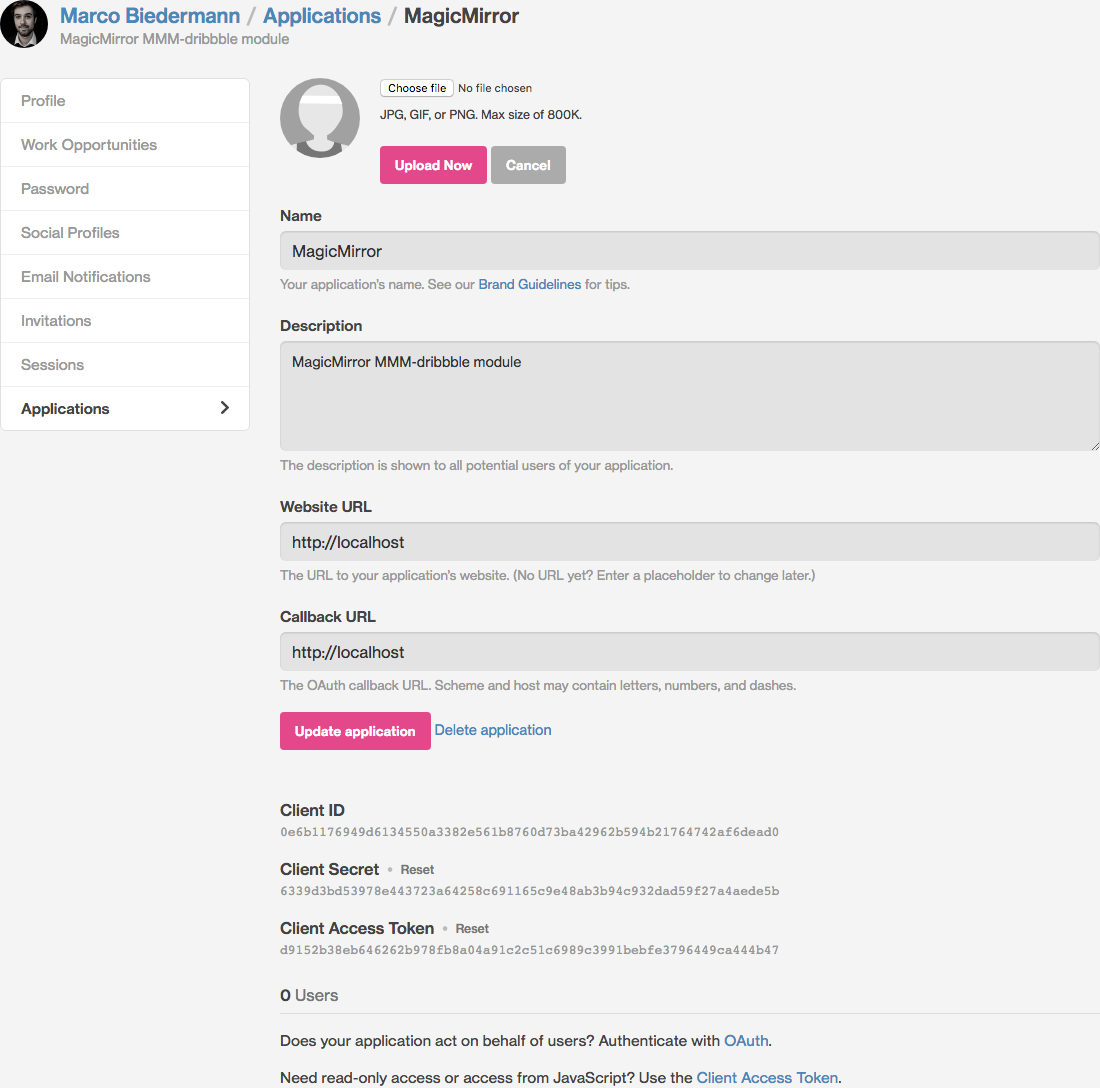 Marco Biedermann / Applications / MagicMirror
MagicMirror MMM-dribbble module
Profile
Work Opportunities
Password
Social Profiles
Email Notifications
Invitations
Sessions
Applications
Choose file No file chosen
JPG, GIF, or PNG. Max size of 800K.
Upload Now Cancel
Name
MagicMirror
Your application's name. See our Brand Guidelines for tips.
Description
MagicMirror MMM-dribbble module
The description is shown to all potential users of your application.
Website URL
http://localhost
The URL to your application's website. (No URL yet? Enter a placeholder to change later.)
Callback URL
http://localhost
The OAuth callback URL. Scheme and host may contain letters, numbers, and dashes.
Update application Delete application
Client ID
0e6b1176949d6134550a3382e561b8760d73ba42962b594b21764742af6dead0
Client Secret • Reset
6339d3bd53978e443723a64258c691165c9e48ab3b94c932dad59f27a4aede5b
Client Access Token • Reset
d9152b38eb646262b978fb8a04a91c2c51c6989c3991bebfe3796449ca444b47
0 Users
Does your application act on behalf of users? Authenticate with OAuth.
Need read-only access or access from JavaScript? Use the Client Access Token.